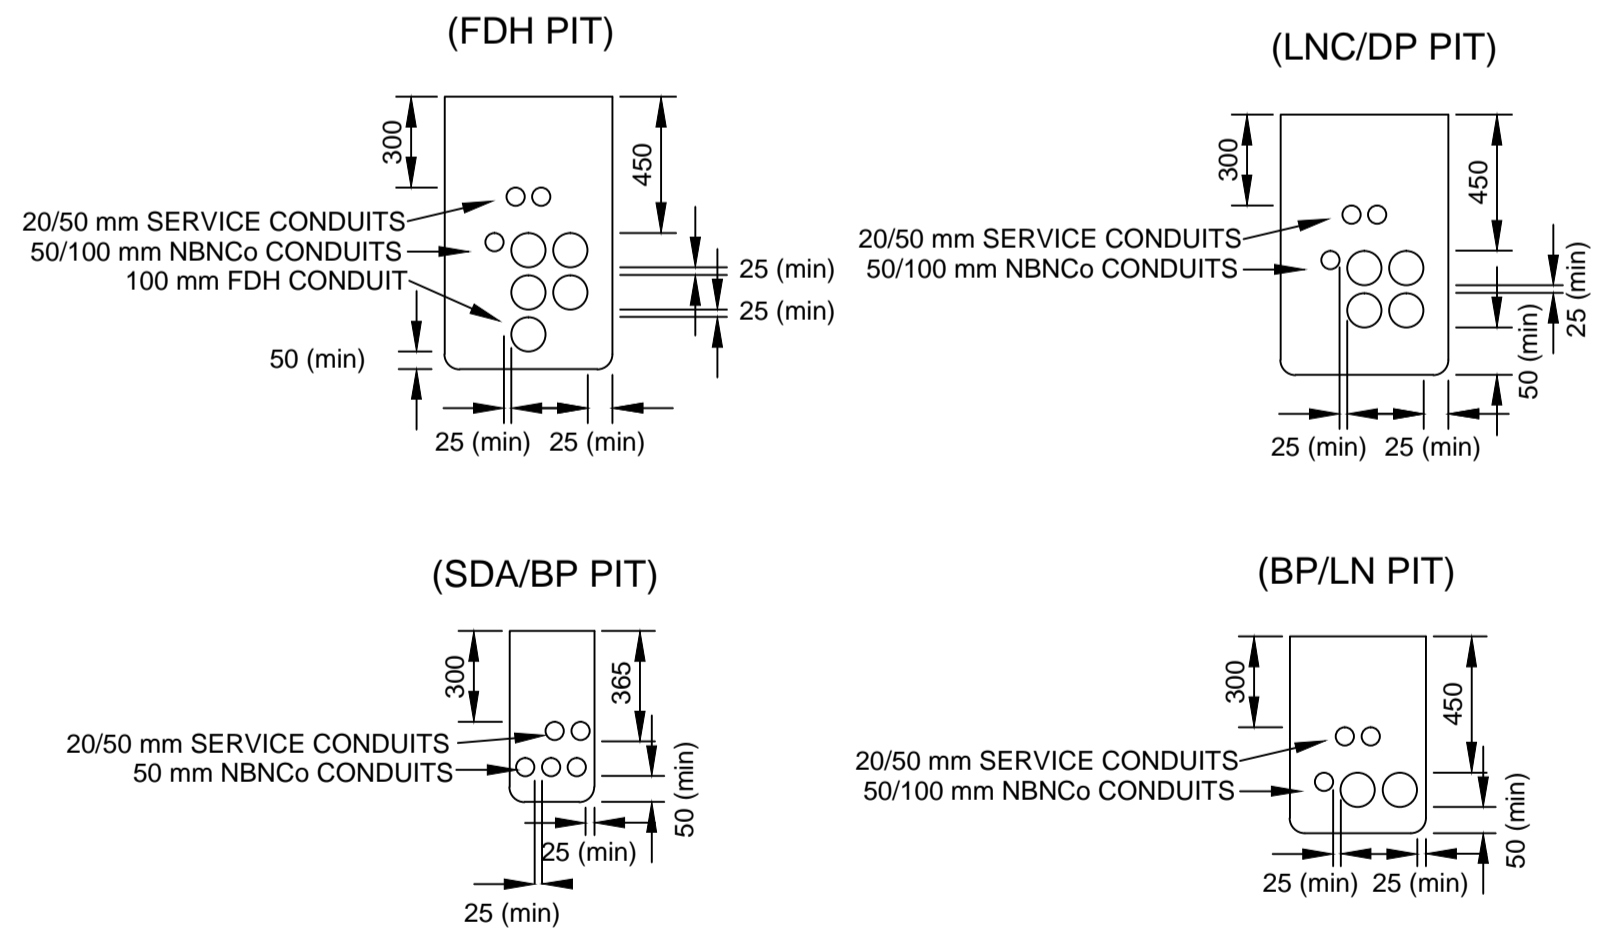 (FDH PIT)
300
450
20/50 mm SERVICE CONDUITS
50/100 mm NBNCo CONDUITS
100 mm FDH CONDUIT
25 (min)
25 (min)
50 (min)
25 (min) 25 (min)
(LNC/DP PIT)
300
450
20/50 mm SERVICE CONDUITS
50/100 mm NBNCo CONDUITS
25 (min)
50 (min)
25 (min) 25 (min)
(SDA/BP PIT)
300
365
20/50 mm SERVICE CONDUITS
50 mm NBNCo CONDUITS
50 (min)
25 (min)
25 (min)
(BP/LN PIT)
300
450
20/50 mm SERVICE CONDUITS
50/100 mm NBNCo CONDUITS
50 (min)
25 (min) 25 (min)